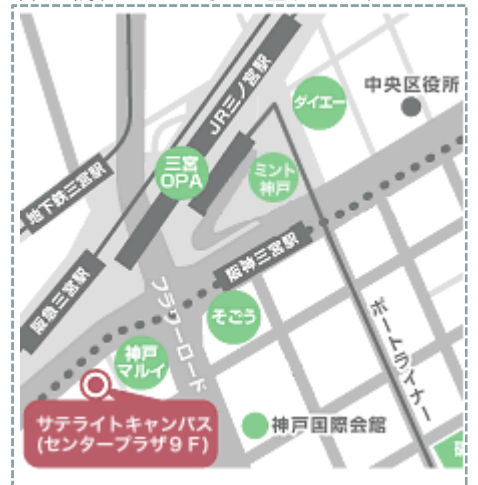 JR三ノ宮駅
ダイエー
中央区役所
地下鉄三宮駅
三宮
OPA
ミント
神戸
阪急三宮駅
阪神三宮駅
フラワーロード
そごう
ポートライナー
神戸
マルイ
サテライトキャンパス
(センタープラザ9F)
神戸国際会館